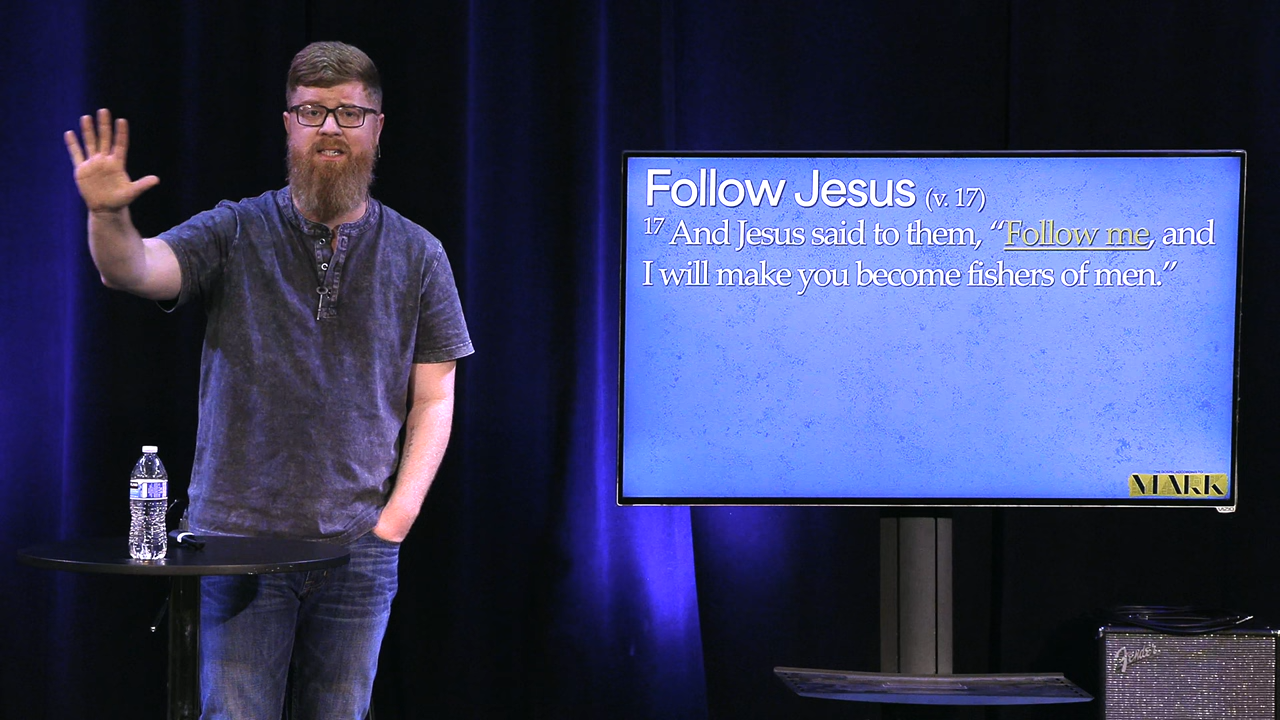 Follow Jesus (v. 17)
17 And Jesus said to them, “Follow me, and
I will make you become fishers of men.”
MARK
Fender